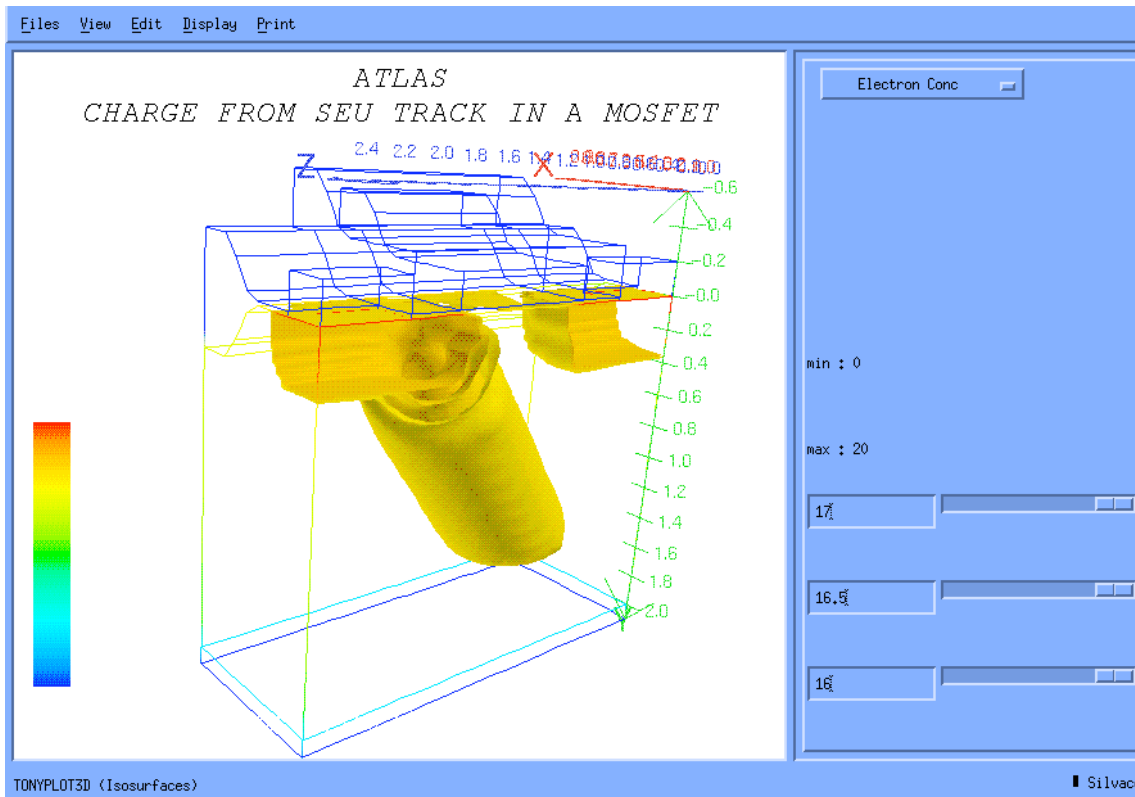 Files View Edit Display Print
ATLAS
CHARGE FROM SEU TRACK IN A MOSFET
Z 2.4 2.2 2.0 1.8 1.6 X
-0.6
-0.4
-0.2
-0.0
0.2
0.4
0.6
0.8
1.0
1.2
1.4
1.6
1.8
2.0
Electron Conc
min : 0
max : 20
17
16.5
16
TONYPLOT3D (Isosurfaces)
Silvac